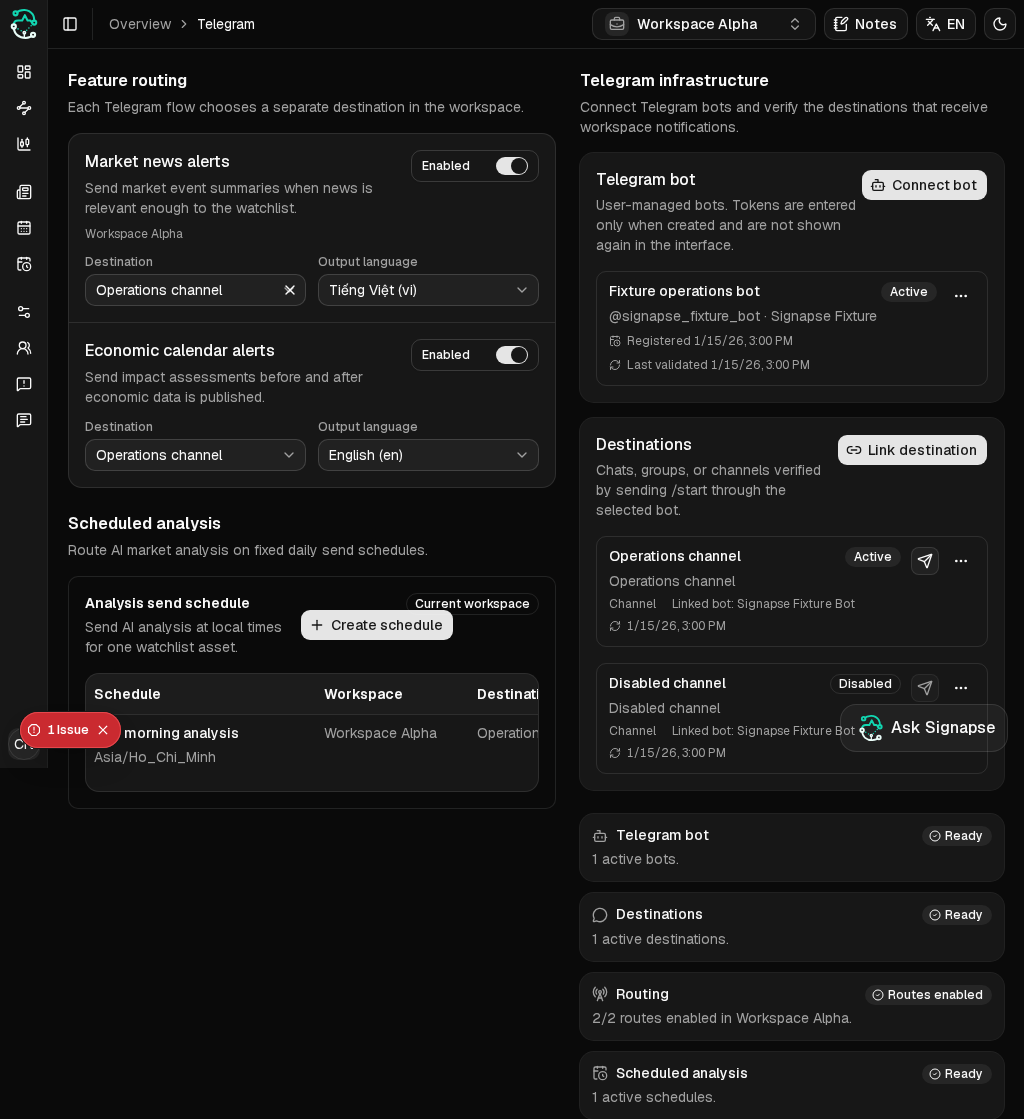 Overview
Telegram
Workspace Alpha
Notes
EN
Feature routing
Each Telegram flow chooses a separate destination in the workspace.
Market news alerts
Enabled
Send market event summaries when news is
relevant enough to the watchlist.
Workspace Alpha
Destination
Output language
Operations channel
Tiếng Việt (vi)
Economic calendar alerts
Enabled
Send impact assessments before and after
economic data is published.
Destination
Output language
Operations channel
English (en)
Scheduled analysis
Route AI market analysis on fixed daily send schedules.
Analysis send schedule
Current workspace
Send AI analysis at local times
for one watchlist asset.
Create schedule
Schedule
Workspace
Destinati
morning analysis
Workspace Alpha
Operation
Asia/Ho_Chi_Minh
1 Issue
Telegram infrastructure
Connect Telegram bots and verify the destinations that receive
workspace notifications.
Telegram bot
Connect bot
User-managed bots. Tokens are entered
only when created and are not shown
again in the interface.
Fixture operations bot
Active
@signapse_fixture_bot · Signapse Fixture
Registered 1/15/26, 3:00 PM
Last validated 1/15/26, 3:00 PM
Destinations
Link destination
Chats, groups, or channels verified
by sending /start through the
selected bot.
Operations channel
Active
Operations channel
Channel
Linked bot: Signapse Fixture Bot
1/15/26, 3:00 PM
Disabled channel
Disabled
Disabled channel
Channel
Linked bot: Signapse Fixture Bot
1/15/26, 3:00 PM
Ask Signapse
Telegram bot
Ready
1 active bots.
Destinations
Ready
1 active destinations.
Routing
Routes enabled
2/2 routes enabled in Workspace Alpha.
Scheduled analysis
Ready
1 active schedules.